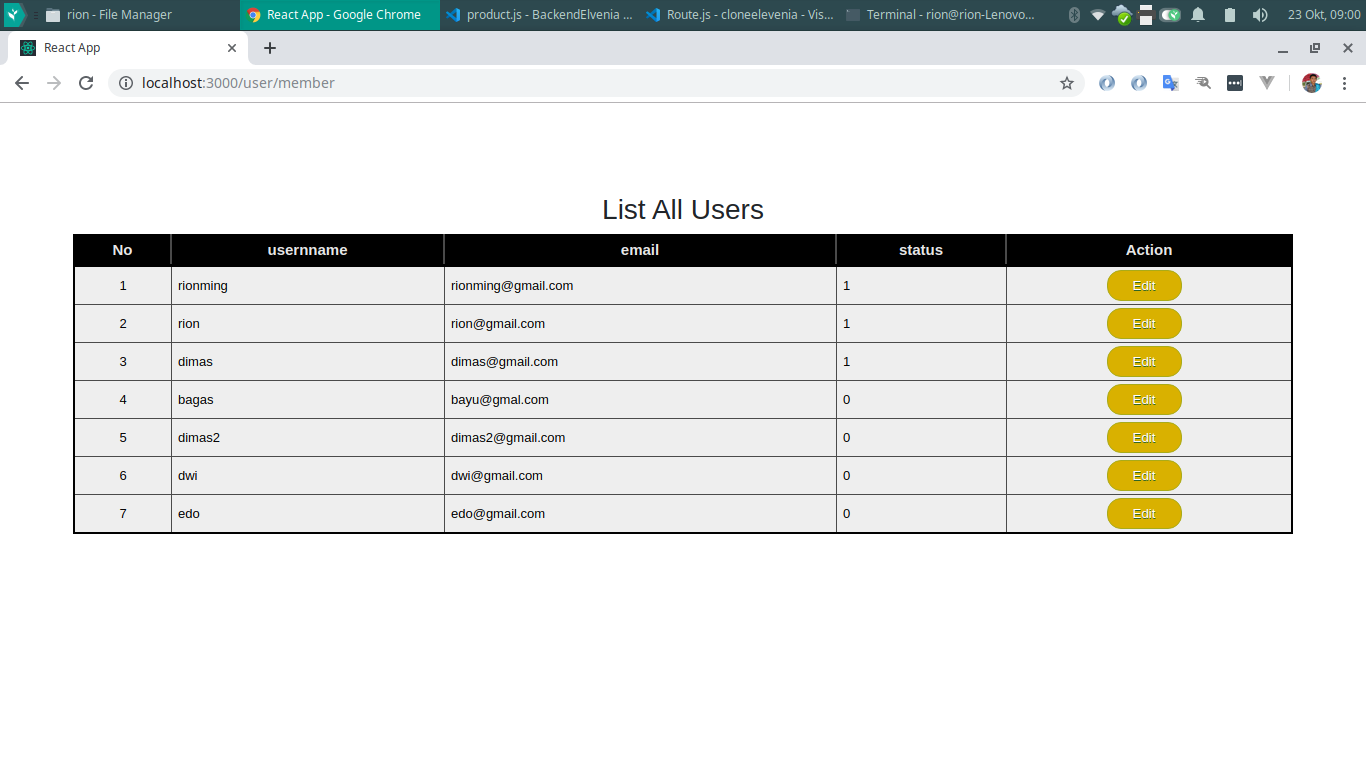 rion - File Manager React App - Google Chrome product.js - BackendElvenia ... Route.js - cloneelevenia - Vis... Terminal - rion@rion-Lenovo... 23 Okt, 09:00
React App
localhost:3000/user/member
List All Users
No usernname email status Action
1 rionming rionming@gmail.com 1 Edit
2 rion rion@gmail.com 1 Edit
3 dimas dimas@gmail.com 1 Edit
4 bagas bayu@gmal.com 0 Edit
5 dimas2 dimas2@gmail.com 0 Edit
6 dwi dwi@gmail.com 0 Edit
7 edo edo@gmail.com 0 Edit